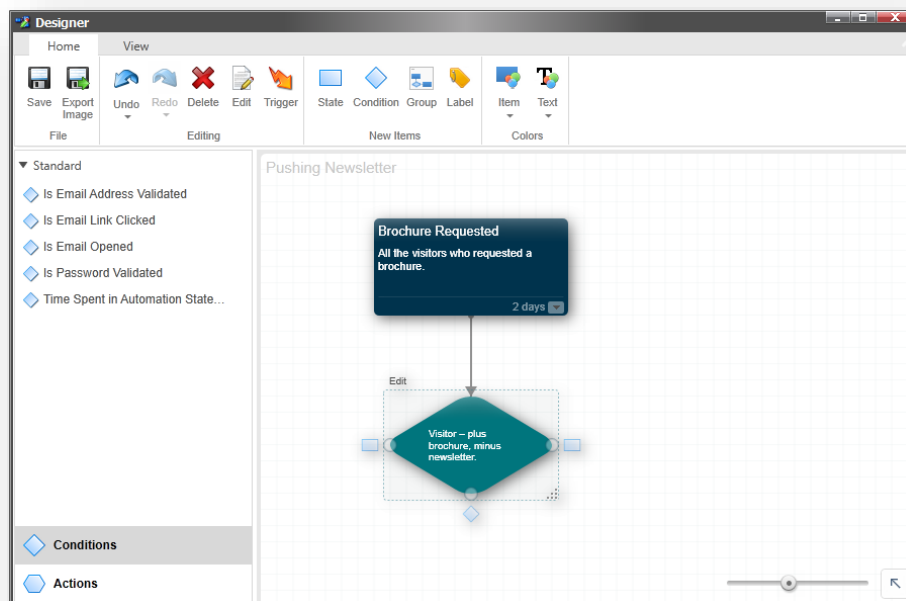 Designer
Home View
Save Export Image Undo Redo Delete Edit Trigger State Condition Group Label Item Text
File Editing New Items Colors
Standard
Is Email Address Validated
Is Email Link Clicked
Is Email Opened
Is Password Validated
Time Spent in Automation State...
Conditions
Actions
Pushing Newsletter
Brochure Requested
All the visitors who requested a
brochure.
2 days
Edit
Visitor – plus
brochure, minus
newsletter.